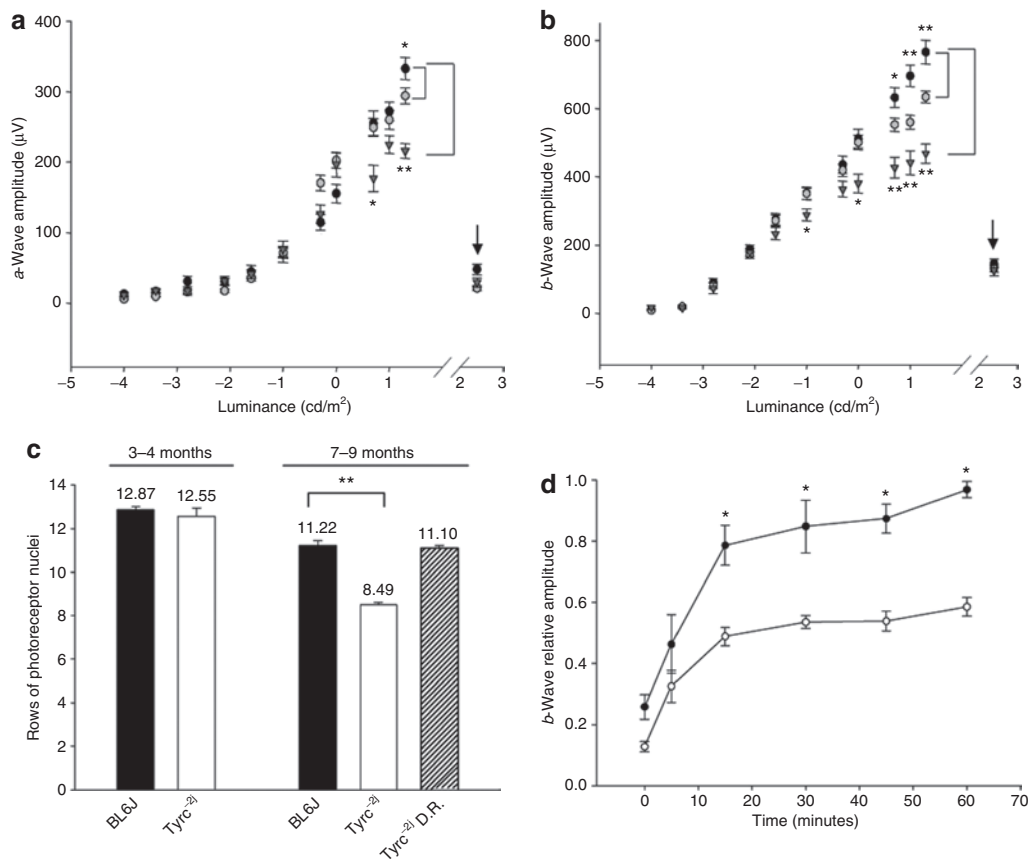 a
400
300
200
100
0
a-Wave amplitude (µV)
*
*
**
–5 –4 –3 –2 –1 0 1 2 3
Luminance (cd/m²)
b
800
600
400
200
0
b-Wave amplitude (µV)
* ** **
* * ** ** **
–5 –4 –3 –2 –1 0 1 2 3
Luminance (cd/m²)
c
3–4 months 7–9 months
14
12
10
8
6
4
2
0
Rows of photoreceptor nuclei
12.87 12.55 11.22 ** 8.49 11.10
BL6J Tyrc⁻²ʲ BL6J Tyrc⁻²ʲ Tyrc⁻²ʲ D.R.
d
1.0
0.8
0.6
0.4
0.2
0.0
b-Wave relative amplitude
* * * *
0 10 20 30 40 50 60 70
Time (minutes)